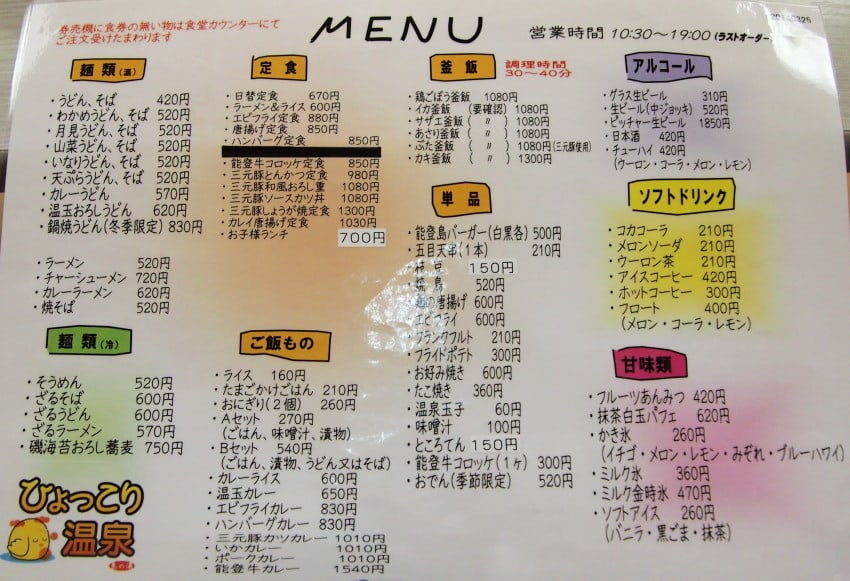 券売機に食券の無い物は食堂カウンターにて
ご注文受けたまわります
MENU
営業時間 10:30～19:00 (ラストオーダー
麺類(温)
・うどん、そば 420円
・わかめうどん、そば 520円
・月見うどん、そば 520円
・山菜うどん、そば 520円
・いなりうどん、そば 520円
・天ぷらうどん、そば 520円
・カレーうどん 570円
・温玉おろしうどん 620円
・鍋焼うどん(冬季限定) 830円
・ラーメン 520円
・チャーシューメン 720円
・カレーラーメン 620円
・焼そば 520円
麺類(冷)
・そうめん 520円
・ざるそば 600円
・ざるうどん 600円
・ざるラーメン 570円
・磯海苔おろし蕎麦 750円
ひょっこり
温泉
定食
・日替定食 670円
・ラーメン&ライス 600円
・エビフライ定食 880円
・唐揚げ定食 850円
・ハンバーグ定食 850円
・能登牛コロッケ定食 850円
・三元豚とんかつ定食 980円
・三元豚和風おろし重 1080円
・三元豚ソースカツ丼 1080円
・三元豚しょうが焼定食 1300円
・カレイ唐揚げ定食 1030円
・お子様ランチ 700円
ご飯もの
・ライス 160円
・たまごかけごはん 210円
・おにぎり(2個) 260円
・Aセット 270円
(ごはん、味噌汁、漬物)
・Bセット 540円
(ごはん、漬物、うどん又はそば)
・カレーライス 600円
・温玉カレー 650円
・エビフライカレー 830円
・ハンバーグカレー 830円
・三元豚カツカレー 1010円
・いかカレー 1010円
・ポークカレー 1010円
・能登牛カレー 1540円
釜飯
調理時間
30～40分
・鶏ごぼう釜飯 1080円
・イカ釜飯 (要確認) 1080円
・サザエ釜飯 ( 〃 ) 1080円
・あさり釜飯 ( 〃 ) 1080円
・ぶた釜飯 ( 〃 ) 1080円(三元豚使用)
・カキ釜飯 ( 〃 ) 1300円
単品
・能登島バーガー(白黒各) 500円
・五目天串(1本) 210円
・枝豆 150円
・焼鳥 520円
の唐揚げ 600円
・エビフライ 600円
・フランクフルト 210円
・フライドポテト 300円
・お好み焼き 600円
・たこ焼き 360円
・温泉玉子 60円
・味噌汁 100円
・ところてん 150円
・能登牛コロッケ(1ヶ) 300円
・おでん(季節限定) 520円
アルコール
・グラス生ビール 310円
・生ビール(中ジョッキ) 520円
・ピッチャー生ビール 1850円
・日本酒 420円
・チューハイ 420円
(ウーロン・コーラ・メロン・レモン)
ソフトドリンク
・コカコーラ 210円
・メロンソーダ 210円
・ウーロン茶 210円
・アイスコーヒー 420円
・ホットコーヒー 300円
・フロート 400円
(メロン・コーラ・レモン)
甘味類
・フルーツあんみつ 420円
・抹茶白玉パフェ 620円
・かき氷 260円
(イチゴ・メロン・レモン・みぞれ・ブルーハワイ)
・ミルク氷 360円
・ミルク金時氷 470円
・ソフトアイス 260円
(バニラ・黒ごま・抹茶)